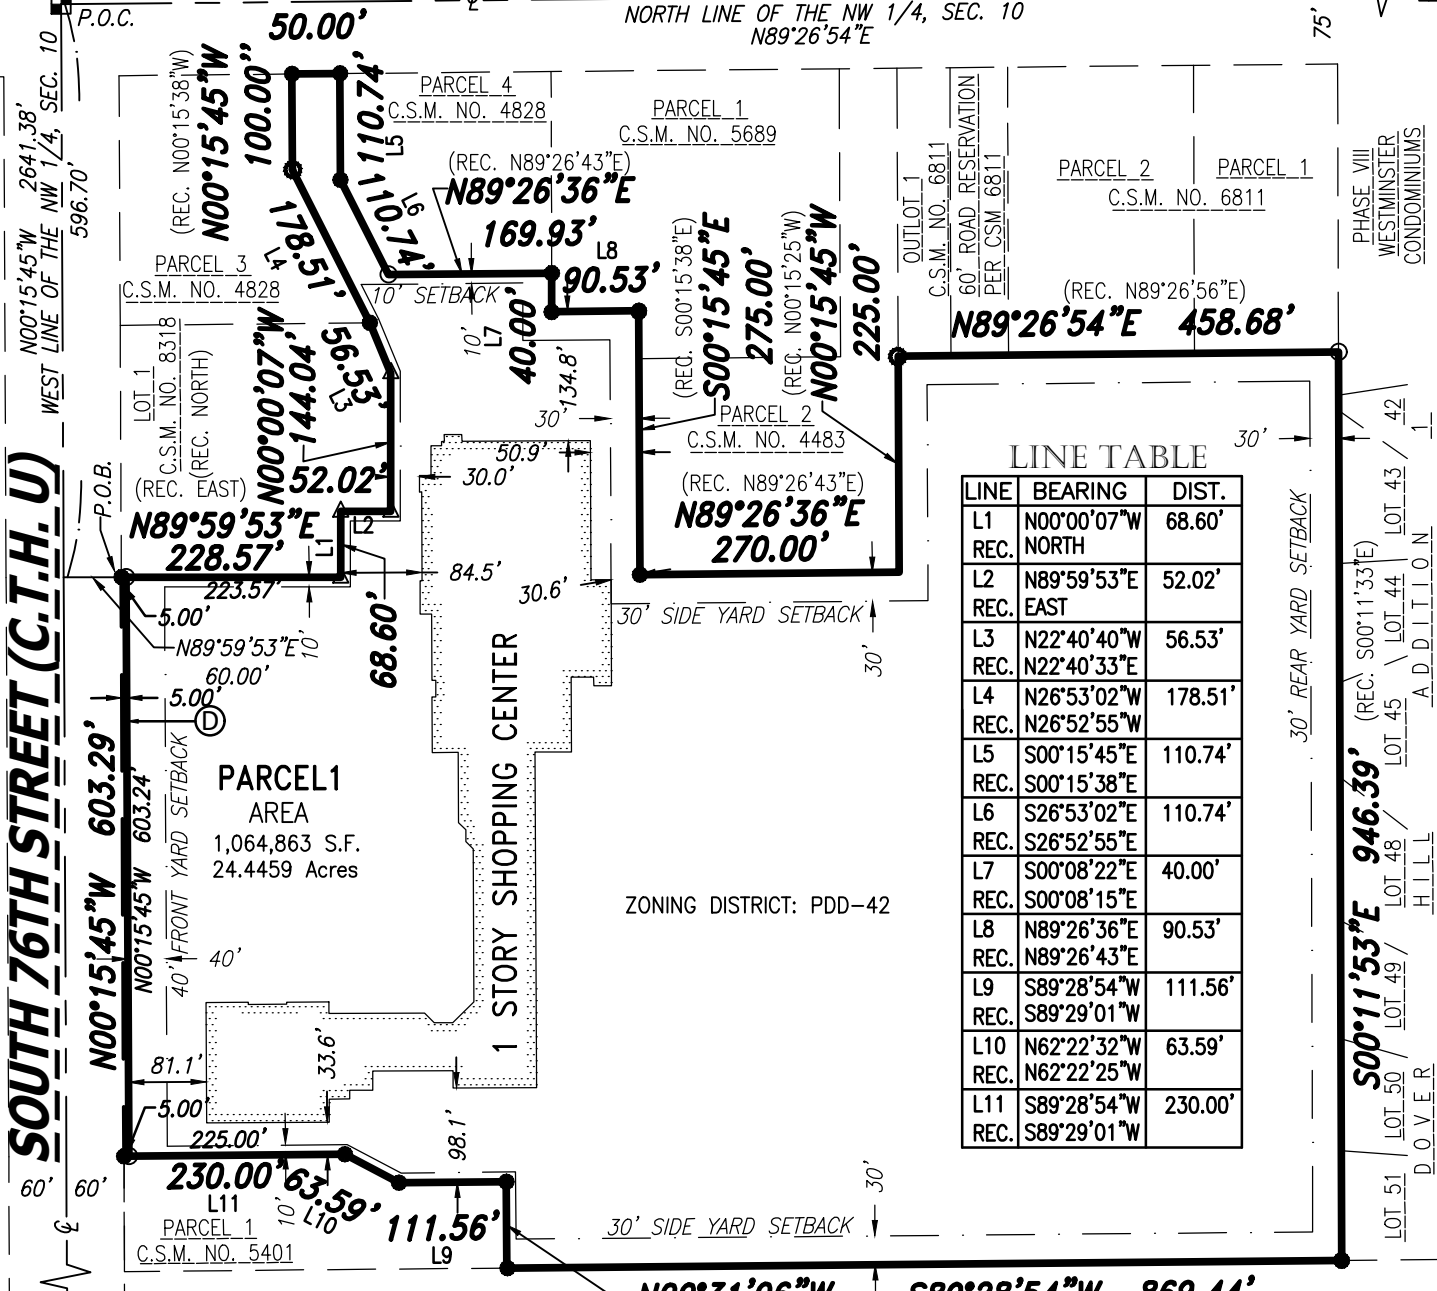 P.O.C.
℄
NORTH LINE OF THE NW 1/4, SEC. 10
N89°26'54"E
75'
50.00'
N00°15'45"W 2641.38'
WEST LINE OF THE NW 1/4, SEC. 10
596.70'
(REC. N00°15'38"W)
N00°15'45"W
100.00"
110.74'
L5
PARCEL 4
C.S.M. NO. 4828
PARCEL 1
C.S.M. NO. 5689
OUTLOT 1
C.S.M. NO. 6811
60' ROAD RESERVATION
PER CSM 6811
PARCEL 2
PARCEL 1
C.S.M. NO. 6811
PHASE VIII
WESTMINSTER
CONDOMINIUMS
(REC. N89°26'43"E)
N89°26'36"E
169.93'
L6
110.74'
178.51'
L4
L8
90.53'
10' SETBACK
10'
L7
40.00'
PARCEL 3
C.S.M. NO. 4828
(REC. S00°15'38"E)
S00°15'45"E
275.00'
(REC. N00°15'25"W)
N00°15'45"W
225.00'
(REC. N89°26'56"E)
N89°26'54"E 458.68'
LOT 1
C.S.M. NO. 8318
(REC. NORTH)
N00°00'07"W
144.04'
56.53'
L3
134.8'
30'
PARCEL 2
C.S.M. NO. 4483
(REC. N89°26'43"E)
N89°26'36"E
270.00'
30'
50.9'
30.0'
P.O.B.
(REC. EAST)
52.02'
N89°59'53"E
228.57'
L2
L1
223.57'
5.00'
N89°59'53"E
60.00'
10'
68.60'
84.5'
30.6'
30' SIDE YARD SETBACK
30'
5.00'
D
SOUTH 76TH STREET (C.T.H. U)
N00°15'45"W 603.29'
N00°15'45"W 603.24'
40' FRONT YARD SETBACK
40'
PARCEL1
AREA
1,064,863 S.F.
24.4459 Acres
1 STORY SHOPPING CENTER
ZONING DISTRICT: PDD-42
LINE TABLE
LINE BEARING DIST.
L1 N00°00'07"W 68.60'
REC. NORTH
L2 N89°59'53"E 52.02'
REC. EAST
L3 N22°40'40"W 56.53'
REC. N22°40'33"E
L4 N26°53'02"W 178.51'
REC. N26°52'55"W
L5 S00°15'45"E 110.74'
REC. S00°15'38"E
L6 S26°53'02"E 110.74'
REC. S26°52'55"E
L7 S00°08'22"E 40.00'
REC. S00°08'15"E
L8 N89°26'36"E 90.53'
REC. N89°26'43"E
L9 S89°28'54"W 111.56'
REC. S89°29'01"W
L10 N62°22'32"W 63.59'
REC. N62°22'25"W
L11 S89°28'54"W 230.00'
REC. S89°29'01"W
30' REAR YARD SETBACK
(REC. S00°11'33"E)
S00°11'53"E 946.39'
LOT 42
LOT 43
LOT 44
LOT 45
LOT 48
LOT 49
LOT 50
LOT 51
DOVER HILL ADDITION 1
81.1'
33.6'
5.00'
225.00'
230.00'
L11
10'
63.59'
L10
98.1'
111.56'
L9
60' 60'
℄
PARCEL 1
C.S.M. NO. 5401
30' SIDE YARD SETBACK
30'
N00°31'06"W
S89°28'54"W 869.44'